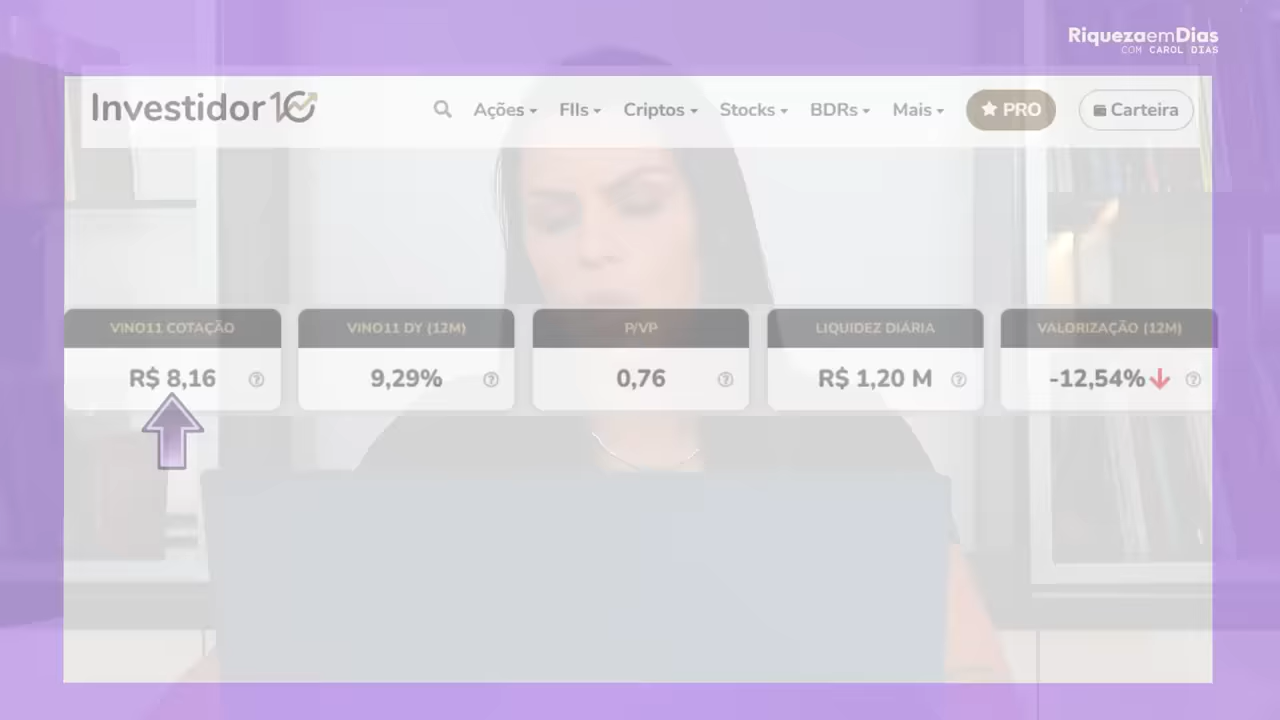 RiquezaemDias
COM CAROL DIAS
Investidor10
Ações FIIs Criptos Stocks BDRs Mais PRO Carteira
VINO11 COTAÇÃO VINO11 DY (12M) P/VP LIQUIDEZ DIÁRIA VALORIZAÇÃO (12M)
R$ 8,16 9,29% 0,76 R$ 1,20 M -12,54%